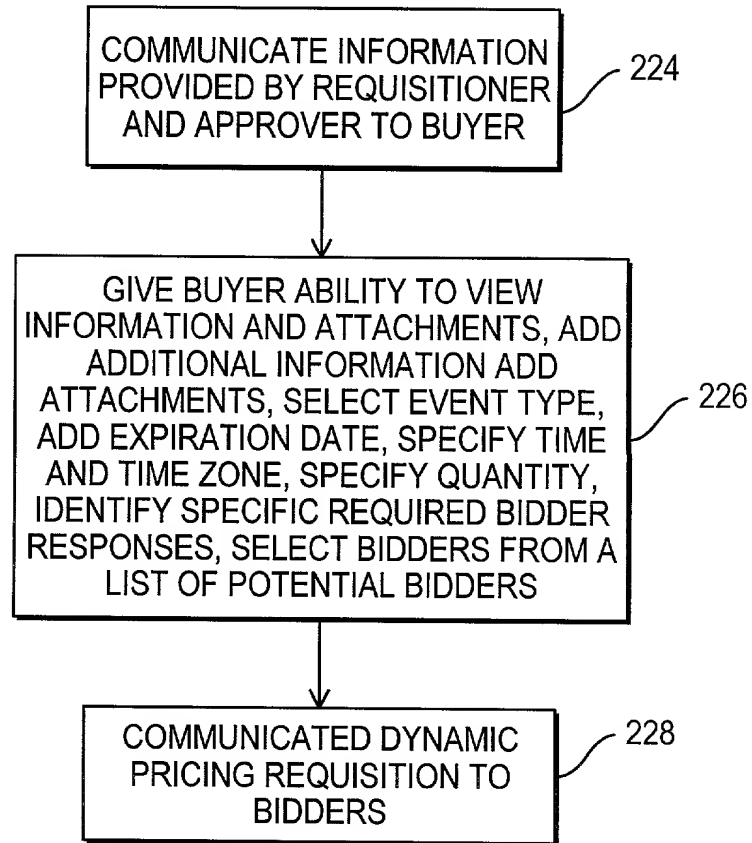 COMMUNICATE INFORMATION
PROVIDED BY REQUISITIONER
AND APPROVER TO BUYER
224
GIVE BUYER ABILITY TO VIEW
INFORMATION AND ATTACHMENTS, ADD
ADDITIONAL INFORMATION ADD
ATTACHMENTS, SELECT EVENT TYPE,
ADD EXPIRATION DATE, SPECIFY TIME
AND TIME ZONE, SPECIFY QUANTITY,
IDENTIFY SPECIFIC REQUIRED BIDDER
RESPONSES, SELECT BIDDERS FROM A
LIST OF POTENTIAL BIDDERS
226
COMMUNICATED DYNAMIC
PRICING REQUISITION TO
BIDDERS
228